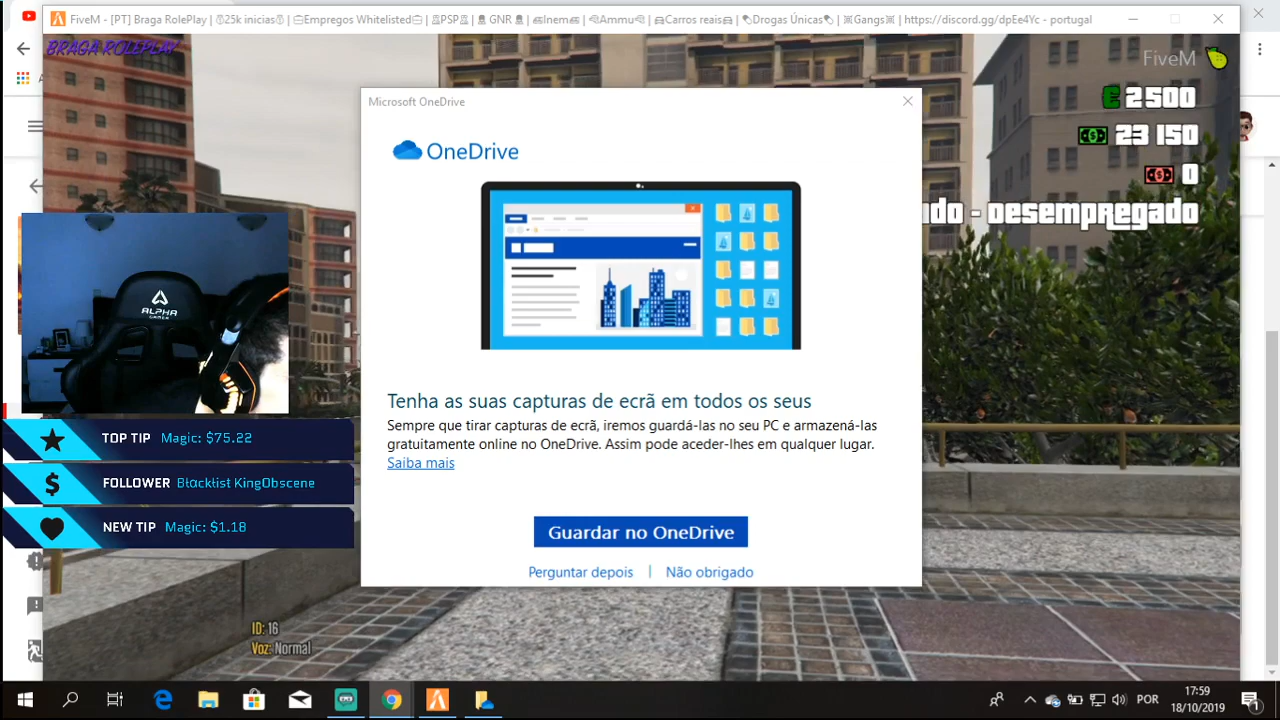 FiveM - [PT] Braga RolePlay | 25k inicias | Empregos Whitelisted | PSP | GNR | Inem | Ammu | Carros reais | Drogas Únicas | Gangs | https://discord.gg/dpEe4Yc - portugal
BRAGA ROLEPLAY
FiveM
2500
23 150
0
do - Desempregado
Microsoft OneDrive
OneDrive
Tenha as suas capturas de ecrã em todos os seus
Sempre que tirar capturas de ecrã, iremos guardá-las no seu PC e armazená-las
gratuitamente online no OneDrive. Assim pode aceder-lhes em qualquer lugar.
Saiba mais
Guardar no OneDrive
Perguntar depois | Não obrigado
ALPHA
GAMER
TOP TIP Magic: $75.22
FOLLOWER Blacklist KingObscene
NEW TIP Magic: $1.18
ID: 16
Voz: Normal
POR
17:59
18/10/2019
1